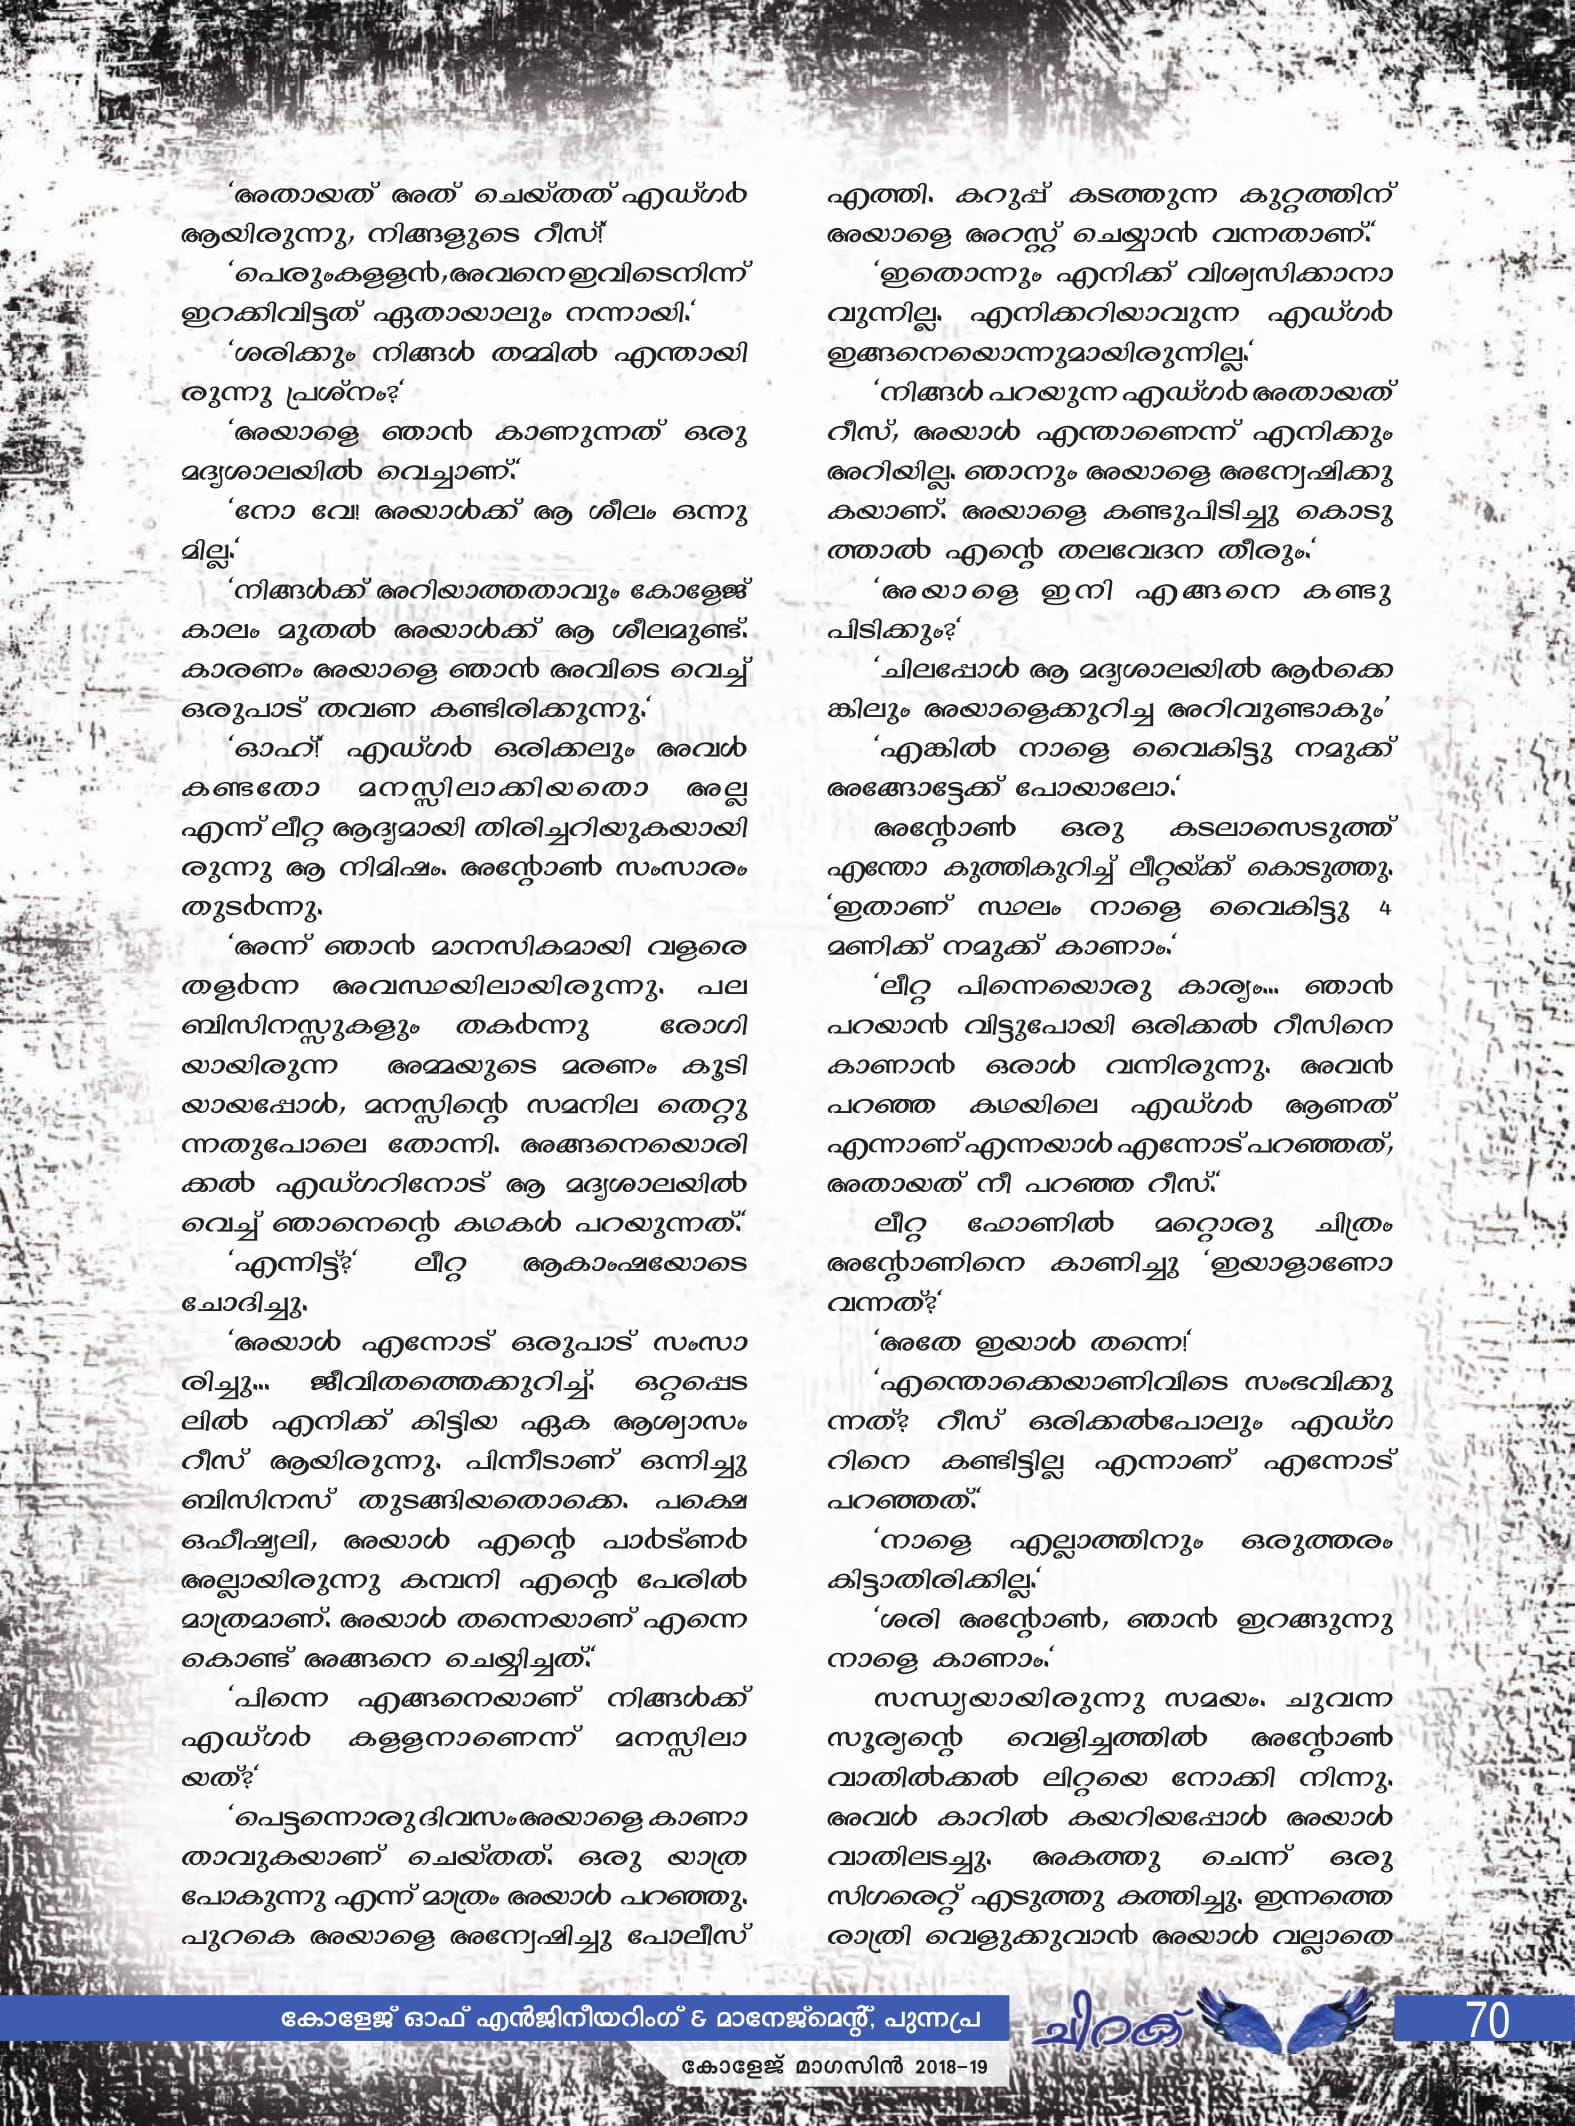 ‘അതായത് അത് ചെയ്തത് എഡ്ഗർ
ആയിരുന്നു, നിങ്ങളുടെ റീസ്!‘
‘പെരുംകള്ളൻ,അവനെ ഇവിടെനിന്ന്
ഇറക്കിവിട്ടത് ഏതായാലും നന്നായി.‘
‘ശരിക്കും നിങ്ങൾ തമ്മിൽ എന്തായി
രുന്നു പ്രശ്നം?‘
‘അയാളെ ഞാൻ കാണുന്നത് ഒരു
മദ്യശാലയിൽ വെച്ചാണ്.‘
‘നോ വേ! അയാൾക്ക് ആ ശീലം ഒന്നു
മില്ല.‘
‘നിങ്ങൾക്ക് അറിയാത്തതാവും കോളേജ്
കാലം മുതൽ അയാൾക്ക് ആ ശീലമുണ്ട്.
കാരണം അയാളെ ഞാൻ അവിടെ വെച്ച്
ഒരുപാട് തവണ കണ്ടിരിക്കുന്നു.‘
‘ഓഹ്!‘ എഡ്ഗർ ഒരിക്കലും അവൾ
കണ്ടതോ മനസ്സിലാക്കിയതൊ അല്ല
എന്ന് ലീറ്റ ആദ്യമായി തിരിച്ചറിയുകയായി
രുന്നു ആ നിമിഷം. അന്റോൺ സംസാരം
തുടർന്നു.
‘അന്ന് ഞാൻ മാനസികമായി വളരെ
തളർന്ന അവസ്ഥയിലായിരുന്നു. പല
ബിസിനസ്സുകളും തകർന്നു രോഗി
യായിരുന്ന അമ്മയുടെ മരണം കൂടി
യായപ്പോൾ, മനസ്സിന്റെ സമനില തെറ്റു
ന്നതുപോലെ തോന്നി. അങ്ങനെയൊരി
ക്കൽ എഡ്ഗറിനോട് ആ മദ്യശാലയിൽ
വെച്ച് ഞാനെന്റെ കഥകൾ പറയുന്നത്.‘
‘എന്നിട്ട്?‘ ലീറ്റ ആകാംഷയോടെ
ചോദിച്ചു.
‘അയാൾ എന്നോട് ഒരുപാട് സംസാ
രിച്ചു... ജീവിതത്തെക്കുറിച്ച്. ഒറ്റപ്പെട
ലിൽ എനിക്ക് കിട്ടിയ ഏക ആശ്വാസം
റീസ് ആയിരുന്നു. പിന്നീടാണ് ഒന്നിച്ചു
ബിസിനസ് തുടങ്ങിയതൊക്കെ. പക്ഷെ
ഒഫീഷ്യലി, അയാൾ എന്റെ പാർട്ണർ
അല്ലായിരുന്നു കമ്പനി എന്റെ പേരിൽ
മാത്രമാണ്. അയാൾ തന്നെയാണ് എന്നെ
കൊണ്ട് അങ്ങനെ ചെയ്യിച്ചത്.‘
‘പിന്നെ എങ്ങനെയാണ് നിങ്ങൾക്ക്
എഡ്ഗർ കള്ളനാണെന്ന് മനസ്സിലാ
യത്?‘
‘പെട്ടന്നൊരു ദിവസം അയാളെ കാണാ
താവുകയാണ് ചെയ്തത്. ഒരു യാത്ര
പോകുന്നു എന്ന് മാത്രം അയാൾ പറഞ്ഞു.
പുറകെ അയാളെ അന്വേഷിച്ചു പോലീസ്
എത്തി. കറുപ്പ് കടത്തുന്ന കുറ്റത്തിന്
അയാളെ അറസ്റ്റ് ചെയ്യാൻ വന്നതാണ്.‘
‘ഇതൊന്നും എനിക്ക് വിശ്വസിക്കാനാ
വുന്നില്ല. എനിക്കറിയാവുന്ന എഡ്ഗർ
ഇങ്ങനെയൊന്നുമായിരുന്നില്ല.‘
‘നിങ്ങൾ പറയുന്ന എഡ്ഗർ അതായത്
റീസ്, അയാൾ എന്താണെന്ന് എനിക്കും
അറിയില്ല. ഞാനും അയാളെ അന്വേഷിക്കു
കയാണ്. അയാളെ കണ്ടുപിടിച്ചു കൊടു
ത്താൽ എന്റെ തലവേദന തീരും.‘
‘അയാളെ ഇനി എങ്ങനെ കണ്ടു
പിടിക്കും?‘
‘ചിലപ്പോൾ ആ മദ്യശാലയിൽ ആർക്കെ
ങ്കിലും അയാളെക്കുറിച്ച അറിവുണ്ടാകും’
‘എങ്കിൽ നാളെ വൈകിട്ടു നമുക്ക്
അങ്ങോട്ടേക്ക് പോയാലോ.‘
അന്റോൺ ഒരു കടലാസെടുത്ത്
എന്തോ കുത്തികുറിച്ച് ലീറ്റയ്ക്ക് കൊടുത്തു.
‘ഇതാണ് സ്ഥലം നാളെ വൈകിട്ടു 4
മണിക്ക് നമുക്ക് കാണാം.‘
‘ലീറ്റ പിന്നെയൊരു കാര്യം... ഞാൻ
പറയാൻ വിട്ടുപോയി ഒരിക്കൽ റീസിനെ
കാണാൻ ഒരാൾ വന്നിരുന്നു. അവൻ
പറഞ്ഞ കഥയിലെ എഡ്ഗർ ആണത്
എന്നാണ് എന്നയാൾ എന്നോട് പറഞ്ഞത്,
അതായത് നീ പറഞ്ഞ റീസ്.‘
ലീറ്റ ഫോണിൽ മറ്റൊരു ചിത്രം
അന്റോണിനെ കാണിച്ചു ‘ഇയാളാണോ
വന്നത്?‘
‘അതേ ഇയാൾ തന്നെ!‘
‘എന്തൊക്കെയാണിവിടെ സംഭവിക്കു
ന്നത്? റീസ് ഒരിക്കൽപോലും എഡ്ഗ
റിനെ കണ്ടിട്ടില്ല എന്നാണ് എന്നോട്
പറഞ്ഞത്.‘
‘നാളെ എല്ലാത്തിനും ഒരുത്തരം
കിട്ടാതിരിക്കില്ല.‘
‘ശരി അന്റോൺ, ഞാൻ ഇറങ്ങുന്നു
നാളെ കാണാം.‘
സന്ധ്യയായിരുന്നു സമയം. ചുവന്ന
സൂര്യന്റെ വെളിച്ചത്തിൽ അന്റോൺ
വാതിൽക്കൽ ലിറ്റയെ നോക്കി നിന്നു.
അവൾ കാറിൽ കയറിയപ്പോൾ അയാൾ
വാതിലടച്ചു. അകത്തു ചെന്ന് ഒരു
സിഗരെറ്റ് എടുത്തു കത്തിച്ചു. ഇന്നത്തെ
രാത്രി വെളുക്കുവാൻ അയാൾ വല്ലാതെ
കോളേജ് ഓഫ് എൻജിനീയറിംഗ് & മാനേജ്മെന്റ്, പുന്നപ്ര
ചിറക്
70
കോളേജ് മാഗസിൻ 2018-19